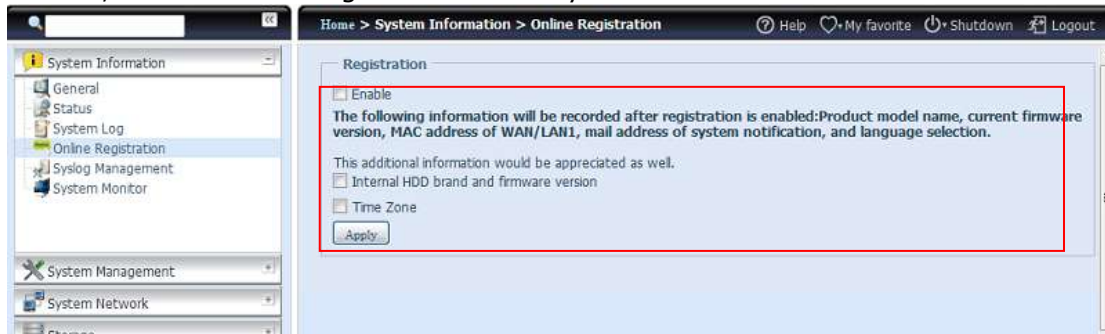 Home > System Information > Online Registration
Help
My favorite
Shutdown
Logout
System Information
General
Status
System Log
Online Registration
Syslog Management
System Monitor
System Management
System Network
Storage
Registration
Enable
The following information will be recorded after registration is enabled:Product model name, current firmware
version, MAC address of WAN/LAN1, mail address of system notification, and language selection.
This additional information would be appreciated as well.
Internal HDD brand and firmware version
Time Zone
Apply